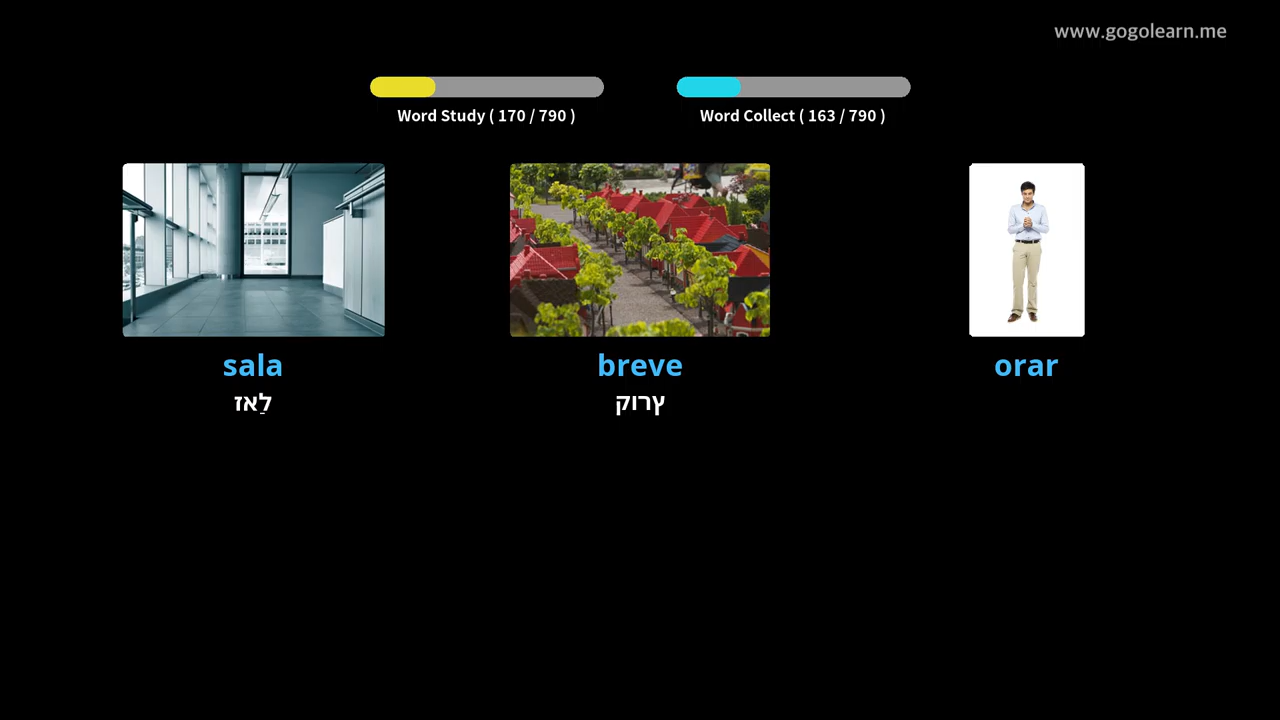 www.gogolearn.me
Word Study ( 170 / 790 )
Word Collect ( 163 / 790 )
sala
לַאז
breve
ץרוק
orar